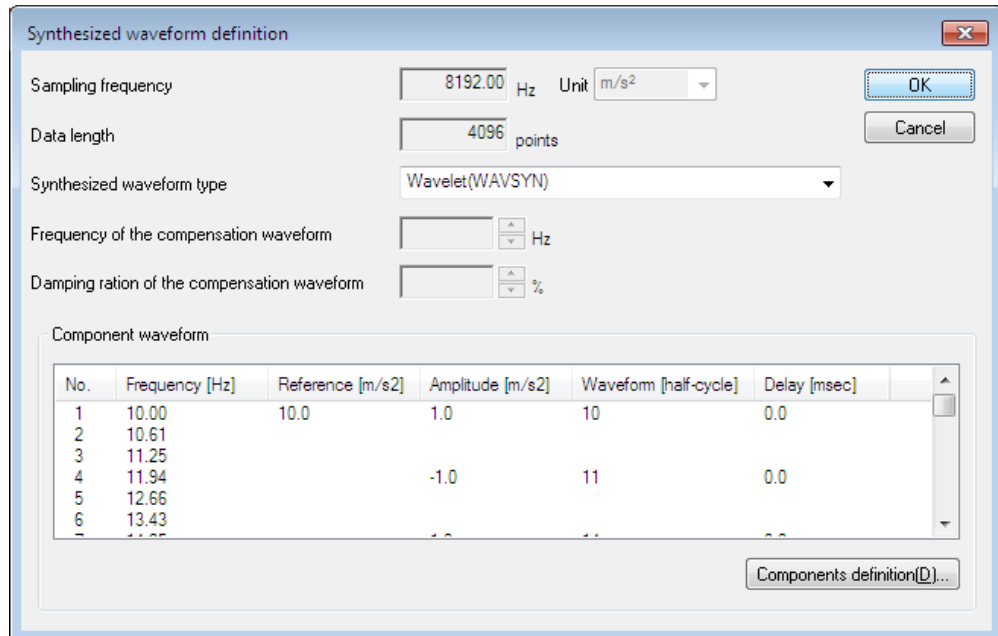 Synthesized waveform definition
Sampling frequency 8192.00 Hz Unit m/s² OK
Data length 4096 points Cancel
Synthesized waveform type Wavelet(WAVSYN)
Frequency of the compensation waveform Hz
Damping ration of the compensation waveform %
Component waveform
No. Frequency [Hz] Reference [m/s2] Amplitude [m/s2] Waveform [half-cycle] Delay [msec]
1 10.00 10.0 1.0 10 0.0
2 10.61
3 11.25
4 11.94 -1.0 11 0.0
5 12.66
6 13.43
Components definition(D)...